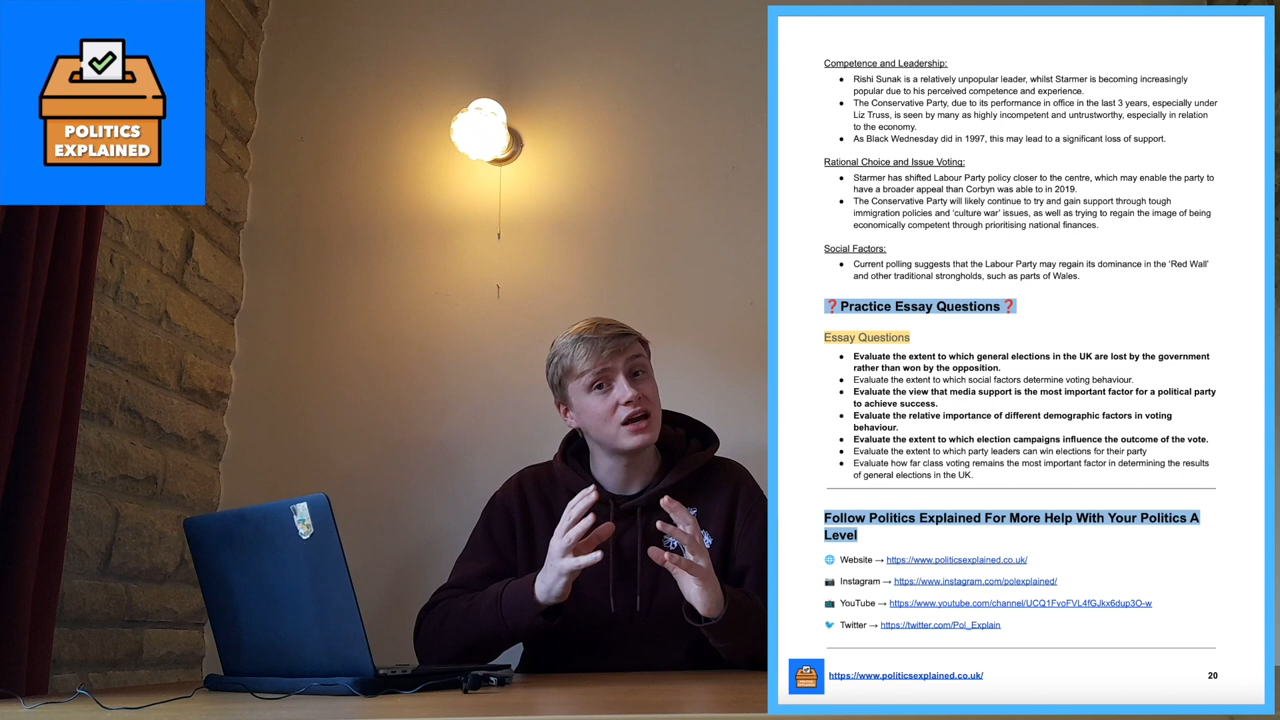 POLITICS
EXPLAINED
Competence and Leadership:
● Rishi Sunak is a relatively unpopular leader, whilst Starmer is becoming increasingly
popular due to his perceived competence and experience.
● The Conservative Party, due to its performance in office in the last 3 years, especially under
Liz Truss, is seen by many as highly incompetent and untrustworthy, especially in relation
to the economy.
● As Black Wednesday did in 1997, this may lead to a significant loss of support.
Rational Choice and Issue Voting:
● Starmer has shifted Labour Party policy closer to the centre, which may enable the party to
have a broader appeal than Corbyn was able to in 2019.
● The Conservative Party will likely continue to try and gain support through tough
immigration policies and ‘culture war’ issues, as well as trying to regain the image of being
economically competent through prioritising national finances.
Social Factors:
● Current polling suggests that the Labour Party may regain its dominance in the ‘Red Wall’
and other traditional strongholds, such as parts of Wales.
❓Practice Essay Questions❓
Essay Questions
● Evaluate the extent to which general elections in the UK are lost by the government
rather than won by the opposition.
● Evaluate the extent to which social factors determine voting behaviour.
● Evaluate the view that media support is the most important factor for a political party
to achieve success.
● Evaluate the relative importance of different demographic factors in voting
behaviour.
● Evaluate the extent to which election campaigns influence the outcome of the vote.
● Evaluate the extent to which party leaders can win elections for their party
● Evaluate how far class voting remains the most important factor in determining the results
of general elections in the UK.
Follow Politics Explained For More Help With Your Politics A
Level
Website → https://www.politicsexplained.co.uk/
Instagram → https://www.instagram.com/polexplained/
YouTube → https://www.youtube.com/channel/UCQ1FvoFVL4fGJkx6dup3O-w
Twitter → https://twitter.com/Pol_Explain
https://www.politicsexplained.co.uk/ 20